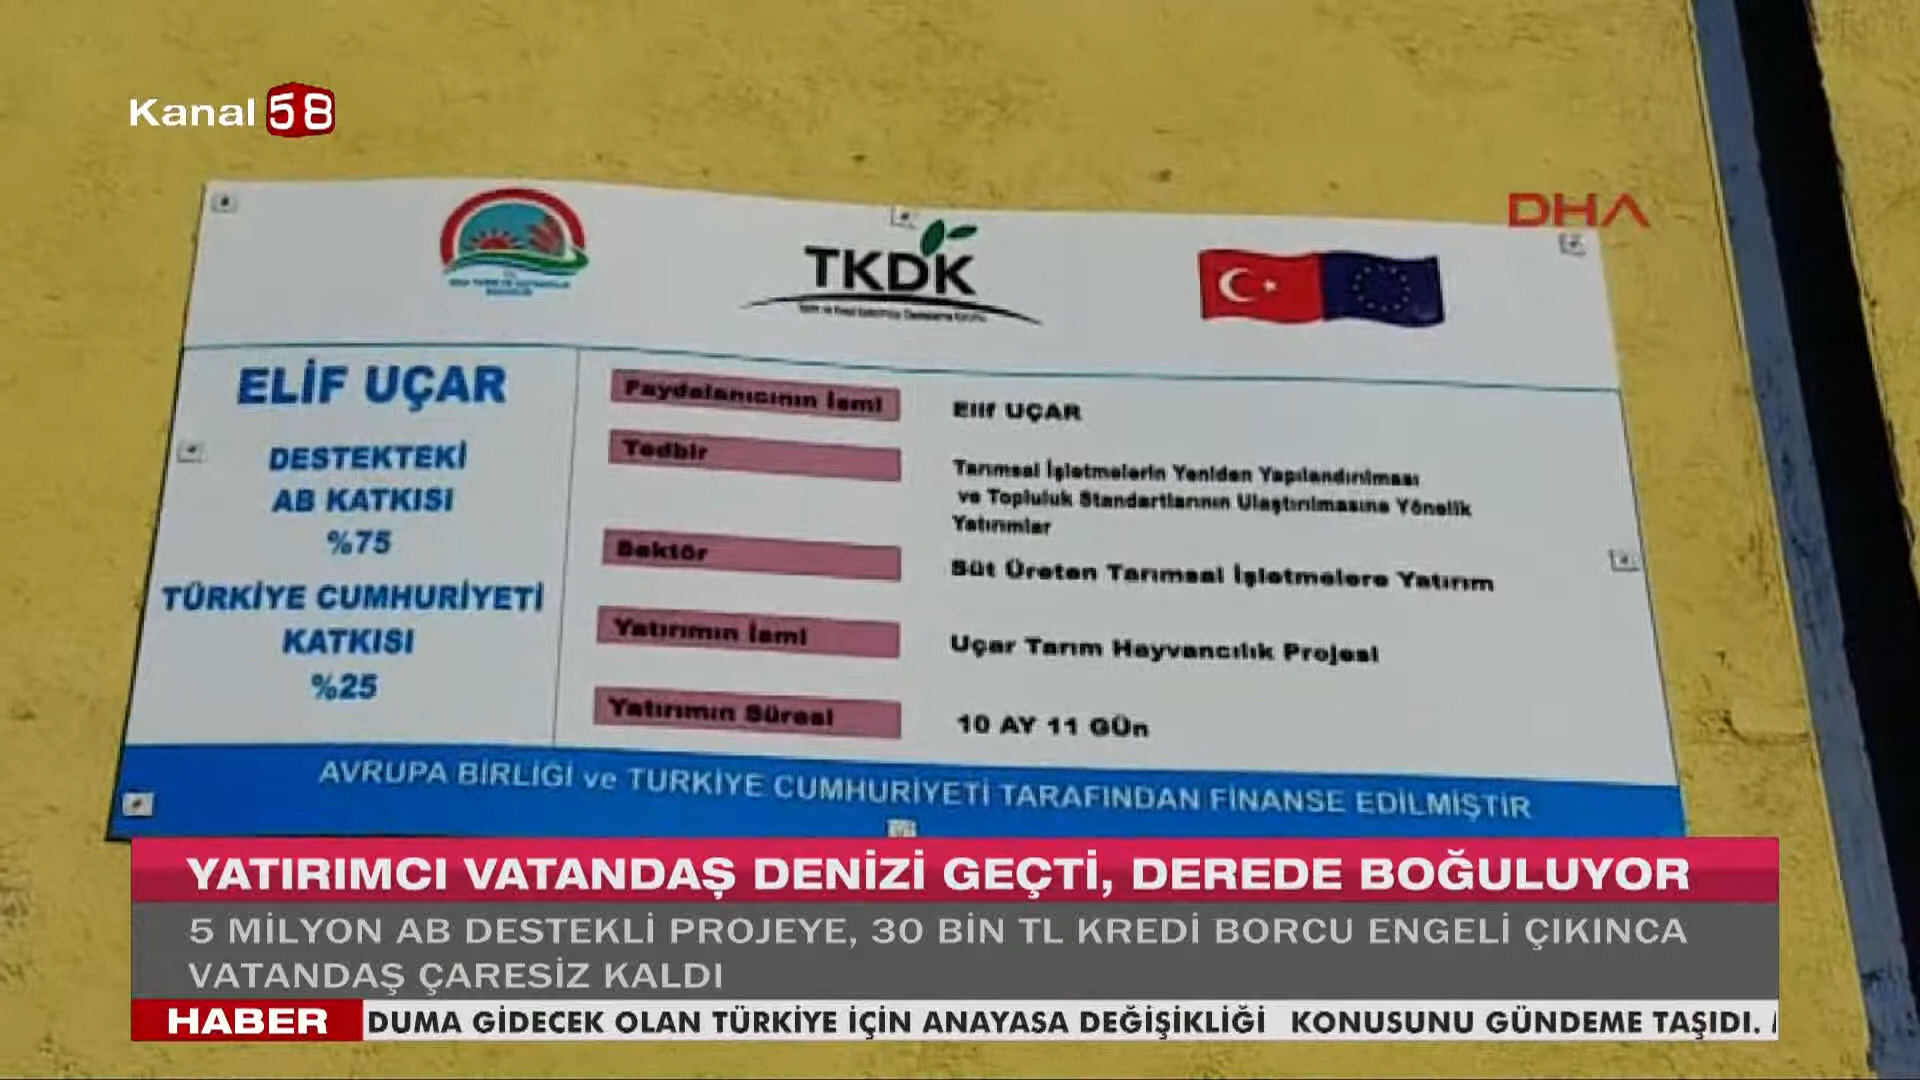 Kanal 58
DHA
TKDK
ELİF UÇAR
DESTEKTEKİ
AB KATKISI
%75
TÜRKİYE CUMHURİYETİ
KATKISI
%25
Faydalanıcının İsmi
Elif UÇAR
Tedbir
Tarımsal İşletmelerin Yeniden Yapılandırılması
ve Topluluk Standartlarının Ulaştırılmasına Yönelik
Yatırımlar
Sektör
Süt Üreten Tarımsal İşletmelere Yatırım
Yatırımın İsmi
Uçar Tarım Hayvancılık Projesi
Yatırımın Süresi
10 AY 11 GÜn
AVRUPA BİRLİGİ ve TURKİYE CUMHURİYETİ TARAFINDAN FİNANSE EDİLMİŞTİR
YATIRIMCI VATANDAŞ DENİZİ GEÇTİ, DEREDE BOĞULUYOR
5 MİLYON AB DESTEKLİ PROJEYE, 30 BİN TL KREDİ BORCU ENGELİ ÇIKINCA
VATANDAŞ ÇARESİZ KALDI
HABER DUMA GİDECEK OLAN TÜRKİYE İÇİN ANAYASA DEĞİŞİKLİĞİ KONUSUNU GÜNDEME TAŞIDI.